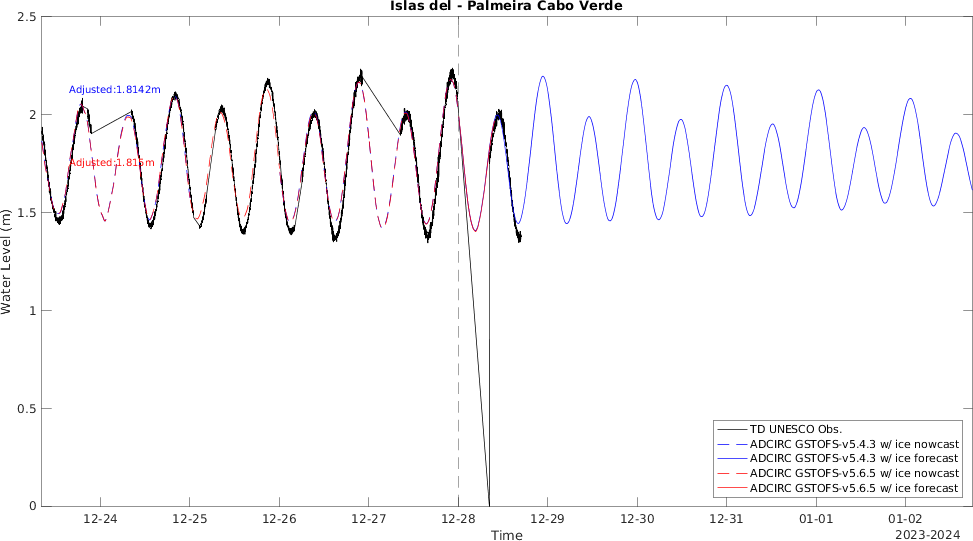 Islas del - Palmeira Cabo Verde
2.5
2
1.5
1
0.5
0
Water Level (m)
Adjusted:1.8142m
Adjusted:1.815m
TD UNESCO Obs.
ADCIRC GSTOFS-v5.4.3 w/ ice nowcast
ADCIRC GSTOFS-v5.4.3 w/ ice forecast
ADCIRC GSTOFS-v5.6.5 w/ ice nowcast
ADCIRC GSTOFS-v5.6.5 w/ ice forecast
12-24 12-25 12-26 12-27 12-28 12-29 12-30 12-31 01-01 01-02
Time
2023-2024